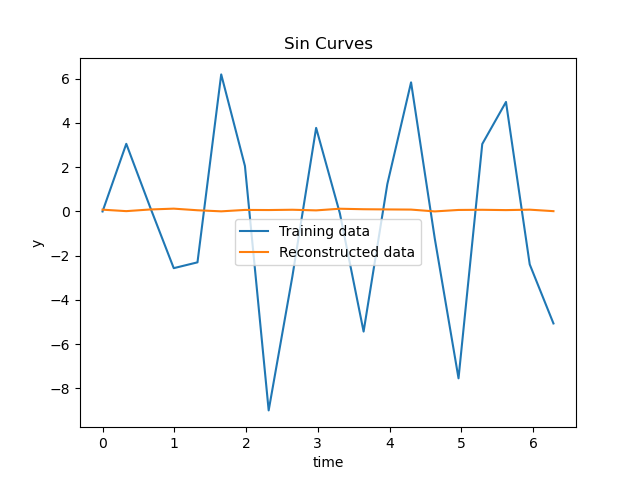 Sin Curves
6
4
2
0
−2
−4
−6
−8
y
Training data
Reconstructed data
0 1 2 3 4 5 6
time